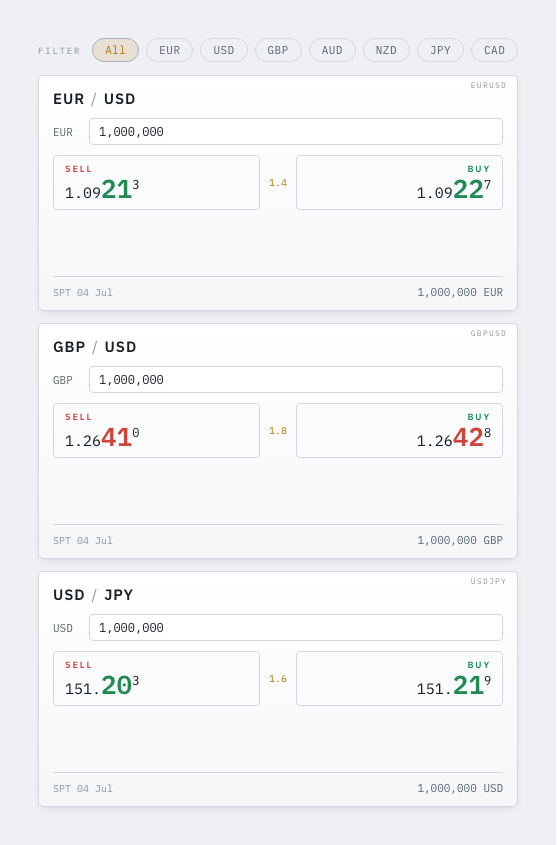 FILTER All EUR USD GBP AUD NZD JPY CAD
EURUSD
EUR / USD
EUR 1,000,000
SELL BUY
1.09213 1.4 1.09227
SPT 04 Jul 1,000,000 EUR
GBPUSD
GBP / USD
GBP 1,000,000
SELL BUY
1.26410 1.8 1.26428
SPT 04 Jul 1,000,000 GBP
USDJPY
USD / JPY
USD 1,000,000
SELL BUY
151.203 1.6 151.219
SPT 04 Jul 1,000,000 USD